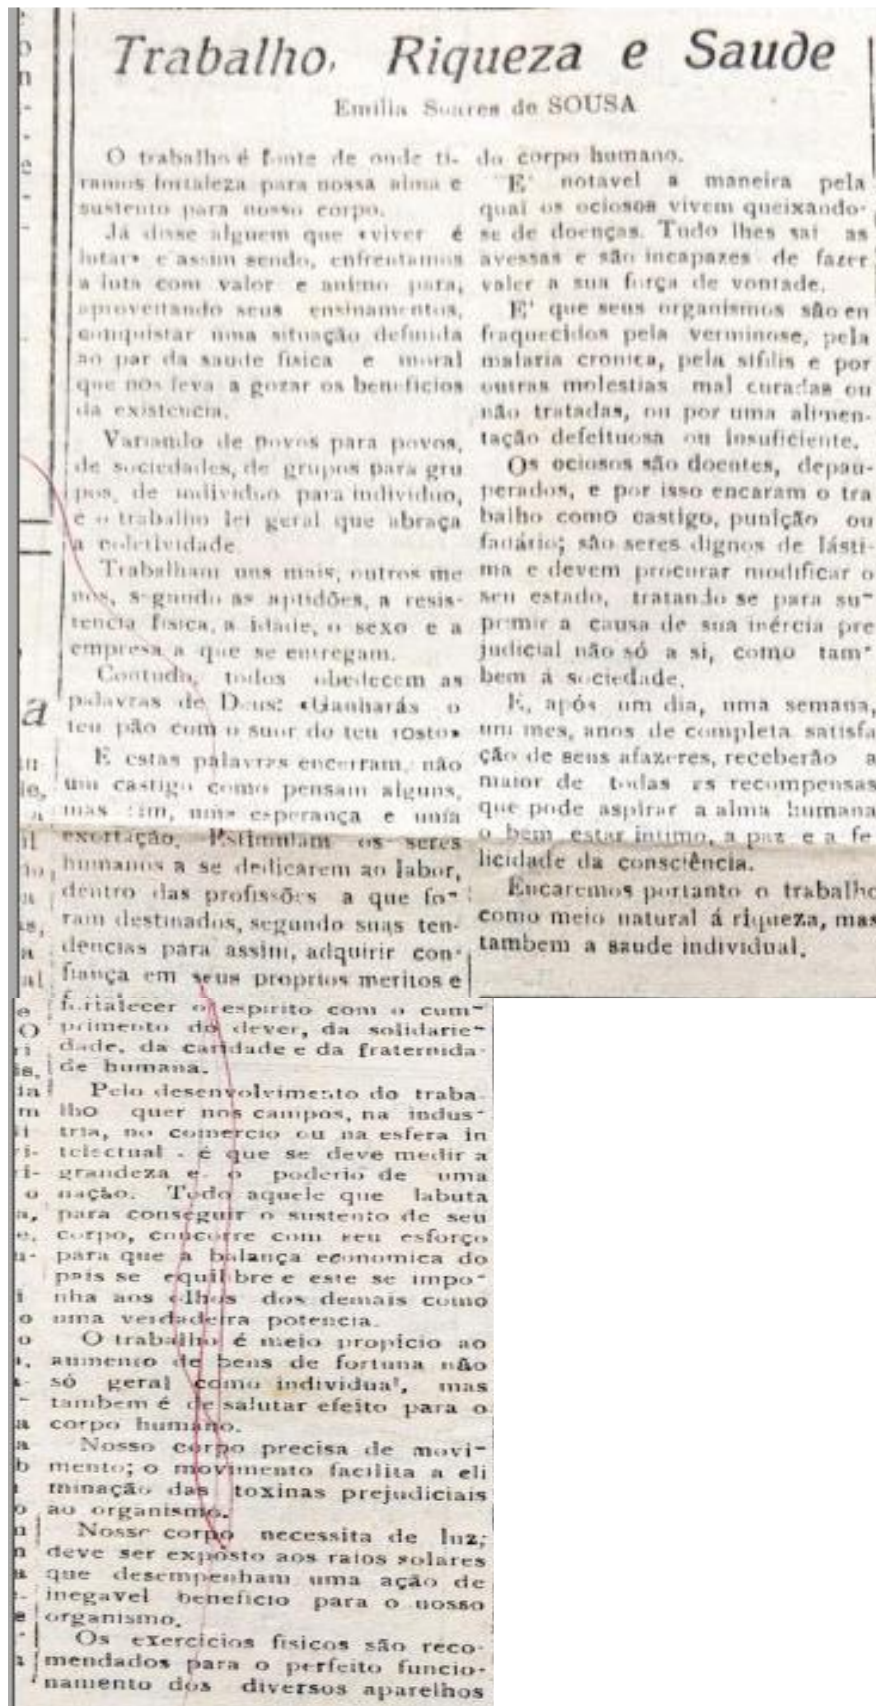 Trabalho, Riqueza e Saude
Emilia Soares de SOUSA
O trabalho é fonte de onde ti-
ramos fortaleza para nossa alma e
sustento para nosso corpo.
Já disse alguem que «viver é
lutar» e assim sendo, enfrentamos
a luta com valor e animo para,
aproveitando seus ensinamentos,
conquistar uma situação definida
ao par da saude fisica e moral
que nos leva a gozar os beneficios
da existencia.
Variando de povos para povos,
de sociedades, de grupos para gru
pos, de individuo para individuo,
é o trabalho lei geral que abraça
a coletividade
Trabalham uns mais, outros me
nos, segundo as aptidões, a resis-
tencia fisica, a idade, o sexo e a
empresa a que se entregam.
Contudo, todos obedecem as
palavras de Deus: «Ganharás o
teu pão com o suor do teu rosto»
E estas palavras encerram, não
um castigo como pensam alguns,
mas sim, uma esperança e uma
exortação. Estimulam os seres
humanos a se dedicarem ao labor,
dentro das profissões a que fo-
ram destinados, segundo suas ten-
dencias para assim, adquirir con-
fiança em seus proprios meritos e
fortalecer o espirito com o cum-
primento do dever, da solidarie-
dade, da caridade e da fraternida-
de humana.
Pelo desenvolvimento do traba-
lho quer nos campos, na indus-
tria, no comercio ou na esfera in
telectual - é que se deve medir a
grandeza e o poderio de uma
nação. Todo aquele que labuta
para conseguir o sustento de seu
corpo, concorre com seu esforço
para que a balança economica do
pais se equilibre e este se impo-
nha aos olhos dos demais como
uma verdadeira potencia.
O trabalho é meio propício ao
aumento de bens de fortuna não
só geral como individual, mas
tambem é de salutar efeito para o
corpo humano.
Nosso corpo precisa de movi-
mento; o movimento facilita a eli
minação das toxinas prejudiciais
ao organismo.
Nosso corpo necessita de luz;
deve ser exposto aos raios solares
que desempenham uma ação de
inegavel beneficio para o nosso
organismo.
Os exercicios fisicos são reco-
mendados para o perfeito funcio-
namento dos diversos aparelhos
do corpo humano.
E' notavel a maneira pela
qual os ociosos vivem queixando-
se de doenças. Tudo lhes sai as
avessas e são incapazes de fazer
valer a sua força de vontade.
E' que seus organismos são en
fraquecidos pela verminose, pela
malaria cronica, pela sifilis e por
outras molestias mal curadas ou
não tratadas, ou por uma alimen-
tação defeituosa ou insuficiente.
Os ociosos são doentes, depau-
perados, e por isso encaram o tra
balho como castigo, punição ou
fadário; são seres dignos de lásti-
ma e devem procurar modificar o
seu estado, tratando se para su-
primir a causa de sua inércia pre
judicial não só a si, como tam-
bem á sociedade.
E, após um dia, uma semana,
um mes, anos de completa satisfa
ção de seus afazeres, receberão a
maior de todas as recompensas
que pode aspirar a alma humana
o bem estar intimo, a paz e a fe
licidade da consciência.
Encaremos portanto o trabalho
como meio natural á riqueza, mas
tambem a saude individual.